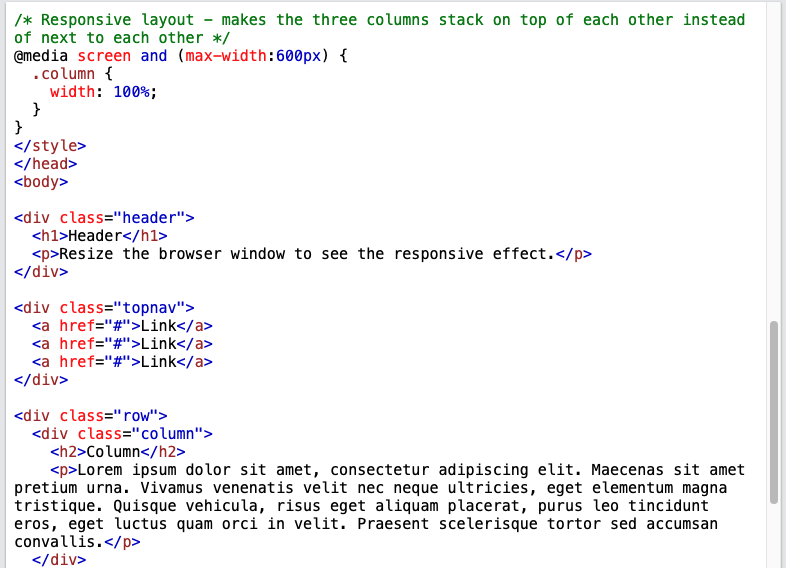 /* Responsive layout – makes the three columns stack on top of each other instead
of next to each other */
@media screen and (max-width:600px) {
  .column {
    width: 100%;
  }
}
</style>
</head>
<body>

<div class="header">
  <h1>Header</h1>
  <p>Resize the browser window to see the responsive effect.</p>
</div>

<div class="topnav">
  <a href="#">Link</a>
  <a href="#">Link</a>
  <a href="#">Link</a>
</div>

<div class="row">
  <div class="column">
    <h2>Column</h2>
    <p>Lorem ipsum dolor sit amet, consectetur adipiscing elit. Maecenas sit amet
pretium urna. Vivamus venenatis velit nec neque ultricies, eget elementum magna
tristique. Quisque vehicula, risus eget aliquam placerat, purus leo tincidunt
eros, eget luctus quam orci in velit. Praesent scelerisque tortor sed accumsan
convallis.</p>
  </div>